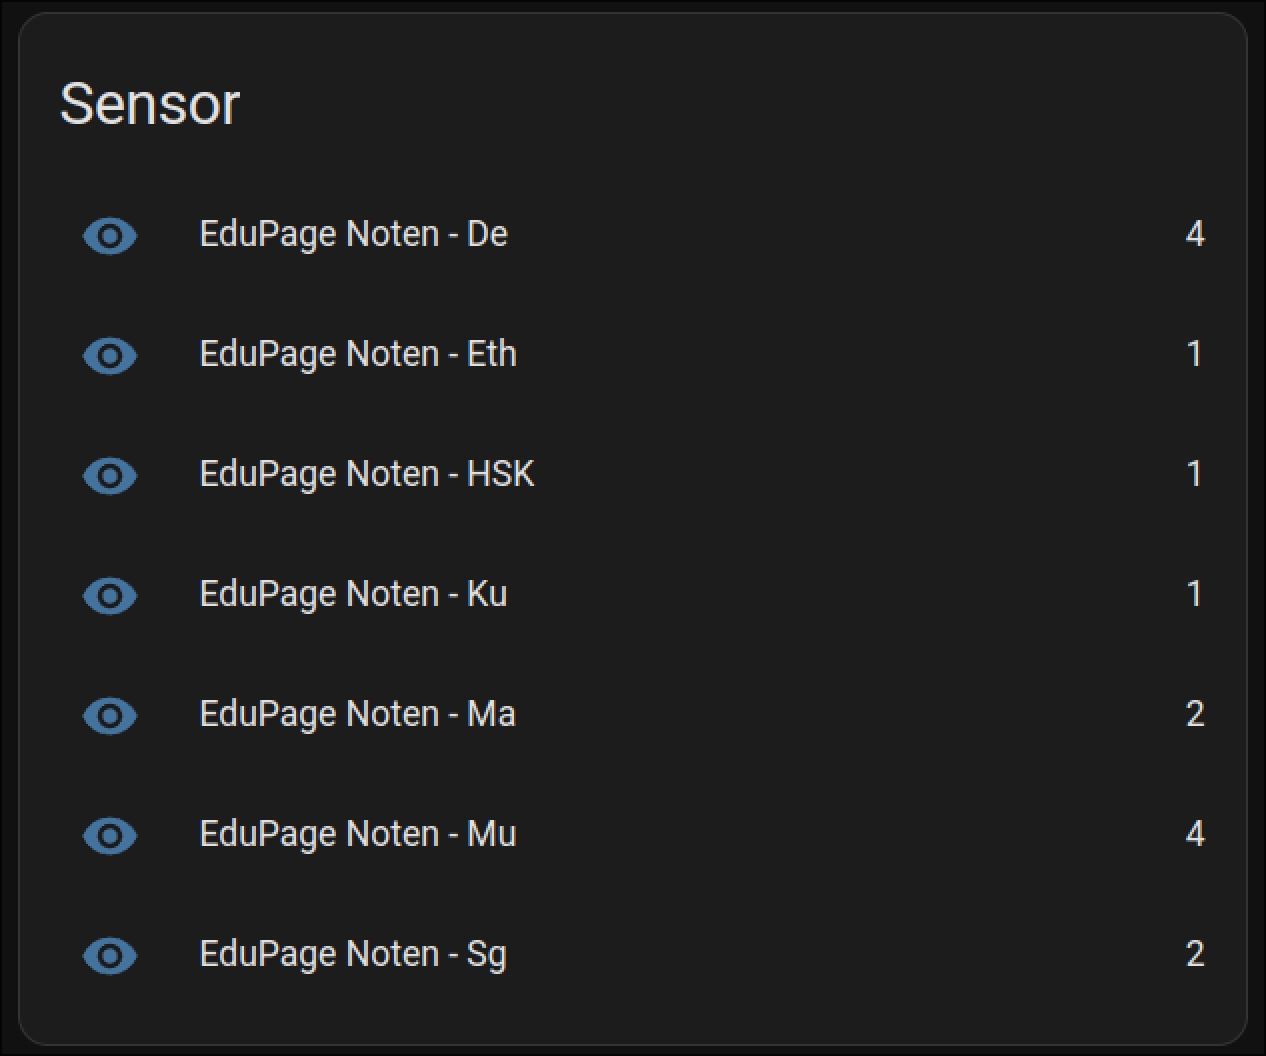 Sensor
EduPage Noten - De 4
EduPage Noten - Eth 1
EduPage Noten - HSK 1
EduPage Noten - Ku 1
EduPage Noten - Ma 2
EduPage Noten - Mu 4
EduPage Noten - Sg 2